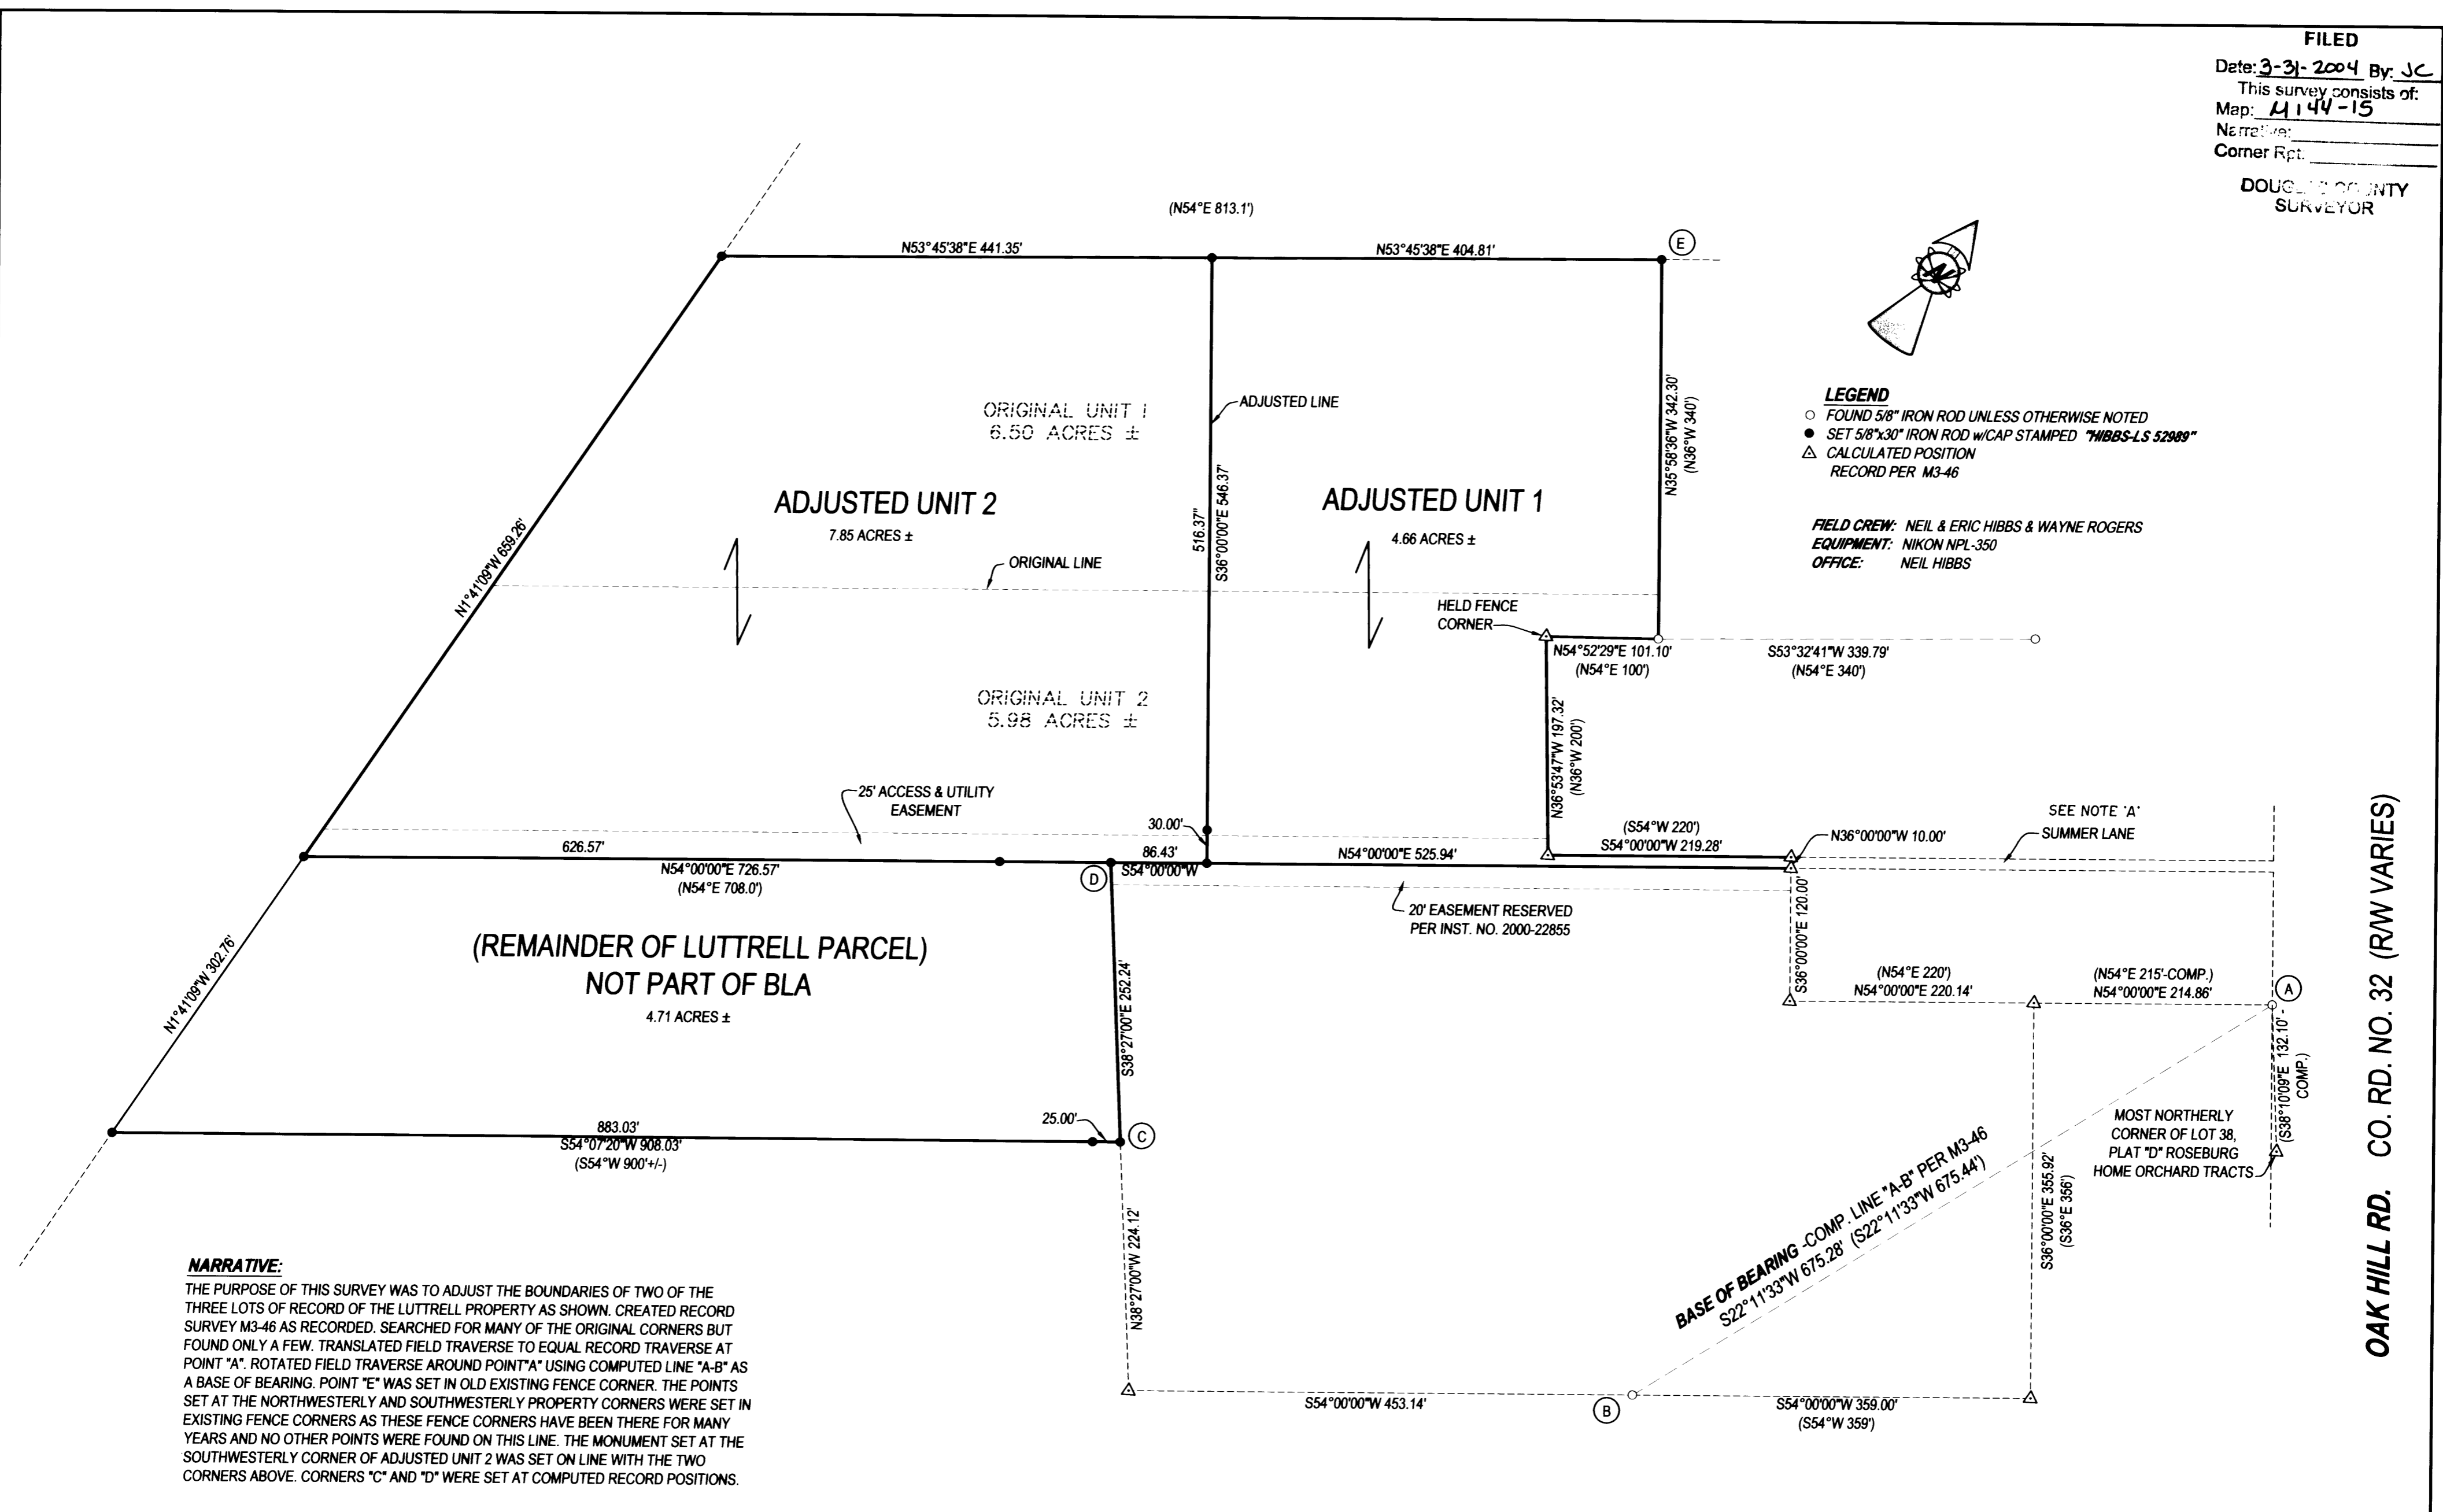 FILED
Date: 3-31-2004 By: JC
This survey consists of:
Map: M144-15
Narrative:
Corner Rpt:
DOUGLAS COUNTY
SURVEYOR
(N54°E 813.1')
N53°45'38"E 441.35'
N53°45'38"E 404.81'
E
N
ORIGINAL UNIT 1
6.50 ACRES ±
ADJUSTED LINE
N35°58'36"W 342.30'
(N36°W 340')
LEGEND
FOUND 5/8" IRON ROD UNLESS OTHERWISE NOTED
SET 5/8"x30" IRON ROD w/CAP STAMPED "HIBBS-LS 52989"
CALCULATED POSITION
RECORD PER M3-46
FIELD CREW: NEIL & ERIC HIBBS & WAYNE ROGERS
EQUIPMENT: NIKON NPL-350
OFFICE: NEIL HIBBS
ADJUSTED UNIT 2
7.85 ACRES ±
516.37"
S36°00'00"E 546.37'
ADJUSTED UNIT 1
4.66 ACRES ±
N1°41'09"W 659.26'
ORIGINAL LINE
HELD FENCE
CORNER
N54°52'29"E 101.10'
(N54°E 100')
S53°32'41"W 339.79'
(N54°E 340')
ORIGINAL UNIT 2
5.98 ACRES ±
N36°53'47"W 197.32'
(N36°W 200')
25' ACCESS & UTILITY
EASEMENT
30.00'
(S54°W 220')
S54°00'00"W 219.28'
N36°00'00"W 10.00'
SEE NOTE 'A'
SUMMER LANE
626.57'
N54°00'00"E 726.57'
(N54°E 708.0')
D
86.43'
S54°00'00"W
N54°00'00"E 525.94'
20' EASEMENT RESERVED
PER INST. NO. 2000-22855
S36°00'00"E 120.00'
(REMAINDER OF LUTTRELL PARCEL)
NOT PART OF BLA
4.71 ACRES ±
N1°41'09"W 302.76'
S38°27'00"E 252.24'
(N54°E 220')
N54°00'00"E 220.14'
(N54°E 215'-COMP.)
N54°00'00"E 214.86'
A
(S38°10'09"E 132.10' -
COMP.)
OAK HILL RD. CO. RD. NO. 32 (R/W VARIES)
883.03'
S54°07'20"W 908.03'
(S54°W 900'+/-)
25.00'
C
MOST NORTHERLY
CORNER OF LOT 38,
PLAT "D" ROSEBURG
HOME ORCHARD TRACTS
N38°27'00"W 224.12'
BASE OF BEARING -COMP. LINE "A-B" PER M3-46
S22°11'33"W 675.28' (S22°11'33"W 675.44')
S36°00'00"E 355.92'
(S36°E 356')
S54°00'00"W 453.14'
B
S54°00'00"W 359.00'
(S54°W 359')
NARRATIVE:
THE PURPOSE OF THIS SURVEY WAS TO ADJUST THE BOUNDARIES OF TWO OF THE
THREE LOTS OF RECORD OF THE LUTTRELL PROPERTY AS SHOWN. CREATED RECORD
SURVEY M3-46 AS RECORDED. SEARCHED FOR MANY OF THE ORIGINAL CORNERS BUT
FOUND ONLY A FEW. TRANSLATED FIELD TRAVERSE TO EQUAL RECORD TRAVERSE AT
POINT "A". ROTATED FIELD TRAVERSE AROUND POINT"A" USING COMPUTED LINE "A-B" AS
A BASE OF BEARING. POINT "E" WAS SET IN OLD EXISTING FENCE CORNER. THE POINTS
SET AT THE NORTHWESTERLY AND SOUTHWESTERLY PROPERTY CORNERS WERE SET IN
EXISTING FENCE CORNERS AS THESE FENCE CORNERS HAVE BEEN THERE FOR MANY
YEARS AND NO OTHER POINTS WERE FOUND ON THIS LINE. THE MONUMENT SET AT THE
SOUTHWESTERLY CORNER OF ADJUSTED UNIT 2 WAS SET ON LINE WITH THE TWO
CORNERS ABOVE. CORNERS "C" AND "D" WERE SET AT COMPUTED RECORD POSITIONS.